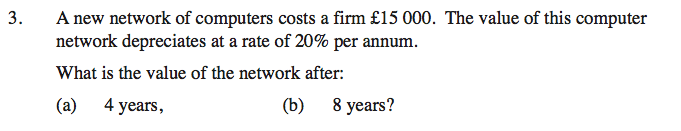 3. A new network of computers costs a firm £15 000. The value of this computer
network depreciates at a rate of 20% per annum.
What is the value of the network after:
(a) 4 years, (b) 8 years?